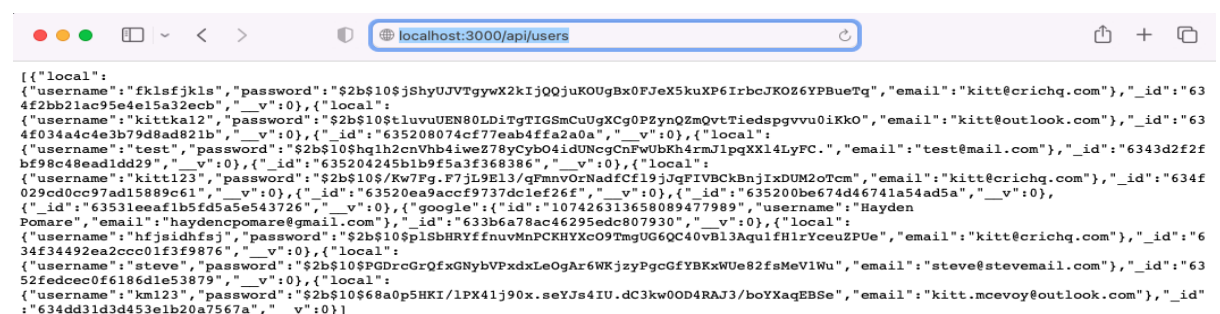 localhost:3000/api/users
[{"local":
{"username":"fklsfjkls","password":"$2b$10$jShyUJVTgywX2kIjQQjuKOUgBx0FJeX5kuXP6IrbcJKOZ6YPBueTq","email":"kitt@crichq.com"},"_id":"63
4f2bb21ac95e4e15a32ecb","__v":0},{"local":
{"username":"kittka12","password":"$2b$10$tluvuUEN80LDiTgTIGSmCuUgXCg0PZynQZmQvtTiedspgvvu0iKkO","email":"kitt@outlook.com"},"_id":"63
4f034a4c4e3b79d8ad821b","__v":0},{"_id":"635208074cf77eab4ffa2a0a","__v":0},{"local":
{"username":"test","password":"$2b$10$hq1h2cnVhb4iweZ78yCybO4idUNcgCnFwUbKh4rmJ1pqXXl4LyFC.","email":"test@mail.com"},"_id":"6343d2f2f
bf98c48ead1dd29","__v":0},{"_id":"635204245b1b9f5a3f368386","__v":0},{"local":
{"username":"kitt123","password":"$2b$10$/Kw7Fg.F7jL9El3/qFmnvOrNadfCfl9jJqFIVBCkBnjIxDUM2oTcm","email":"kitt@crichq.com"},"_id":"634f
029cd0cc97ad15889c61","__v":0},{"_id":"63520ea9accf9737dc1ef26f","__v":0},{"_id":"635200be674d46741a54ad5a","__v":0},
{"_id":"63531eeaf1b5fd5a5e543726","__v":0},{"google":{"id":"107426313658089477989","username":"Hayden
Pomare","email":"haydencpomare@gmail.com"},"_id":"633b6a78ac46295edc807930","__v":0},{"local":
{"username":"hfjsidhfsj","password":"$2b$10$plSbHRYffnuvMnPCKHYXcO9TmgUG6QC40vBl3Aqu1fH1rYceuZPUe","email":"kitt@crichq.com"},"_id":"6
34f34492ea2ccc01f3f9876","__v":0},{"local":
{"username":"steve","password":"$2b$10$PGDrcGrQfxGNybVPxdxLeOgAr6WKjzyPgcGfYBKxWUe82fsMeV1Wu","email":"steve@stevemail.com"},"_id":"63
52fedcec0f6186d1e53879","__v":0},{"local":
{"username":"km123","password":"$2b$10$68a0p5HKI/lPX41j90x.seYJs4IU.dC3kw0OD4RAJ3/boYXaqEBSe","email":"kitt.mcevoy@outlook.com"},"_id"
:"634dd31d3d453e1b20a7567a","__v":0}]